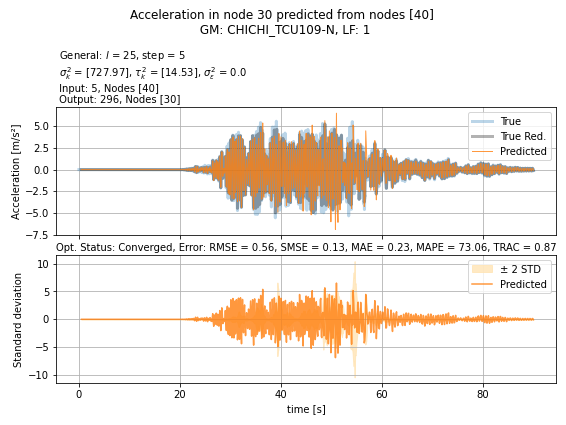 Acceleration in node 30 predicted from nodes [40]
GM: CHICHI_TCU109-N, LF: 1
General: l = 25, step = 5
σ²ₖ = [727.97], τ²ₖ = [14.53], σ²ε = 0.0
Input: 5, Nodes [40]
Output: 296, Nodes [30]
Acceleration [m/s²]
5.0
2.5
0.0
−2.5
−5.0
−7.5
True
True Red.
Predicted
Opt. Status: Converged, Error: RMSE = 0.56, SMSE = 0.13, MAE = 0.23, MAPE = 73.06, TRAC = 0.87
Standard deviation
10
5
0
−5
−10
± 2 STD
Predicted
0 20 40 60 80
time [s]